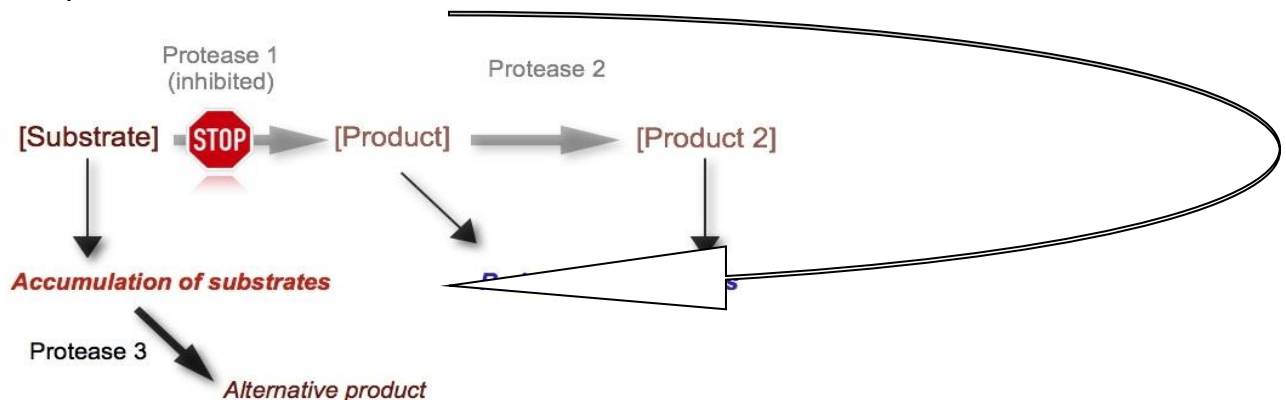 Protease 1
(inhibited)
Protease 2
[Substrate]
STOP
[Product]
[Product 2]
Accumulation of substrates
Protease 3
Alternative product